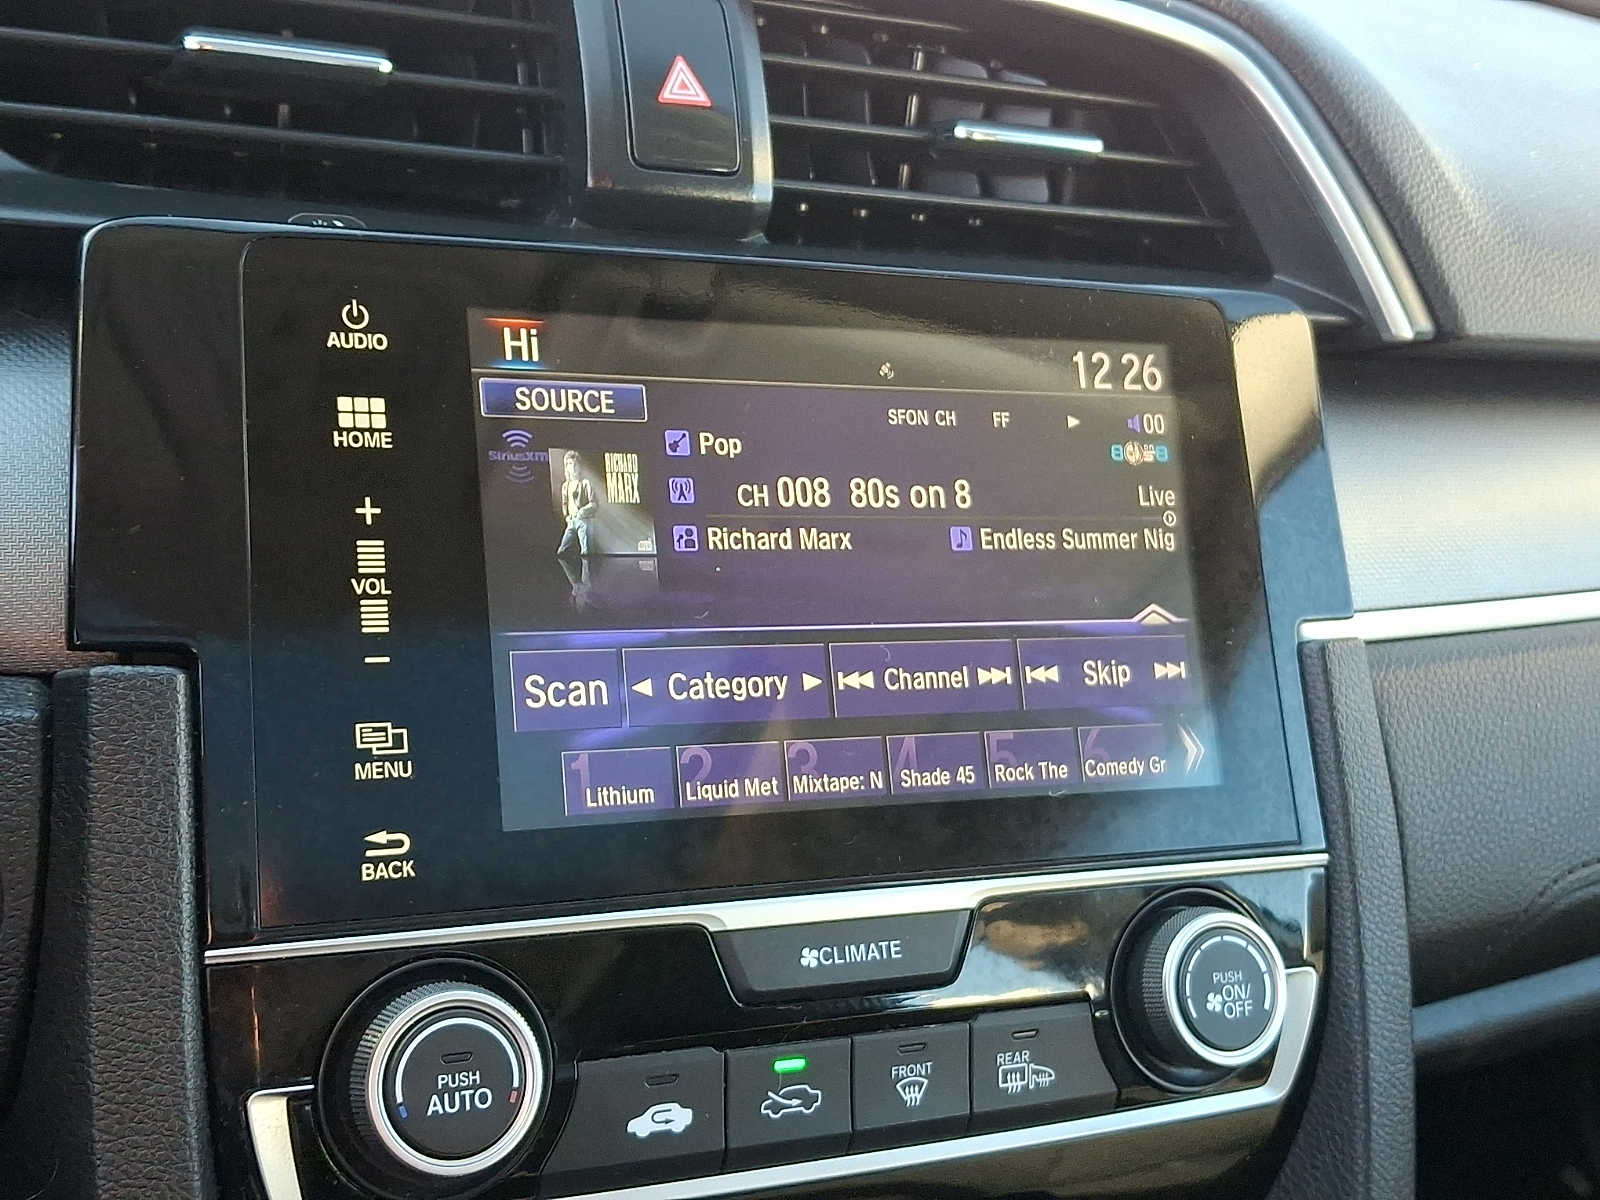 AUDIO
HOME
+
VOL
−
MENU
BACK
Hi
12 26
SOURCE
SFON CH FF
00
SiriusXM
Pop
RICHARD
MARX
CH 008 80s on 8
Live
Richard Marx
Endless Summer Nig
Scan
Category
Channel
Skip
1 Lithium
2 Liquid Met
3 Mixtape: N
4 Shade 45
5 Rock The
6 Comedy Gr
CLIMATE
PUSH
AUTO
FRONT
REAR
PUSH
ON/
OFF